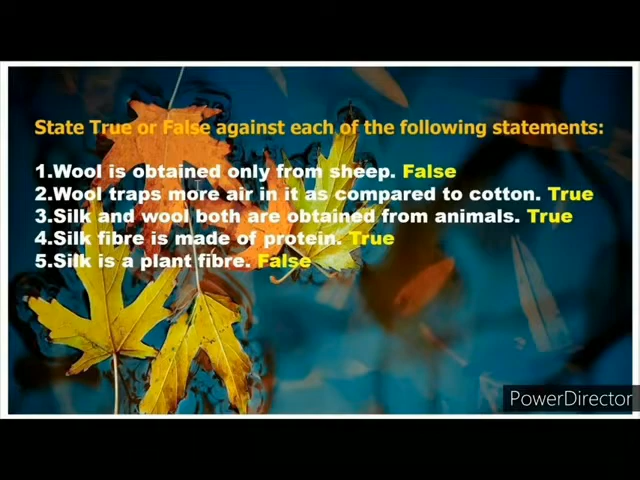 State True or False against each of the following statements:
1.Wool is obtained only from sheep. False
2.Wool traps more air in it as compared to cotton. True
3.Silk and wool both are obtained from animals. True
4.Silk fibre is made of protein. True
5.Silk is a plant fibre. False
PowerDirector